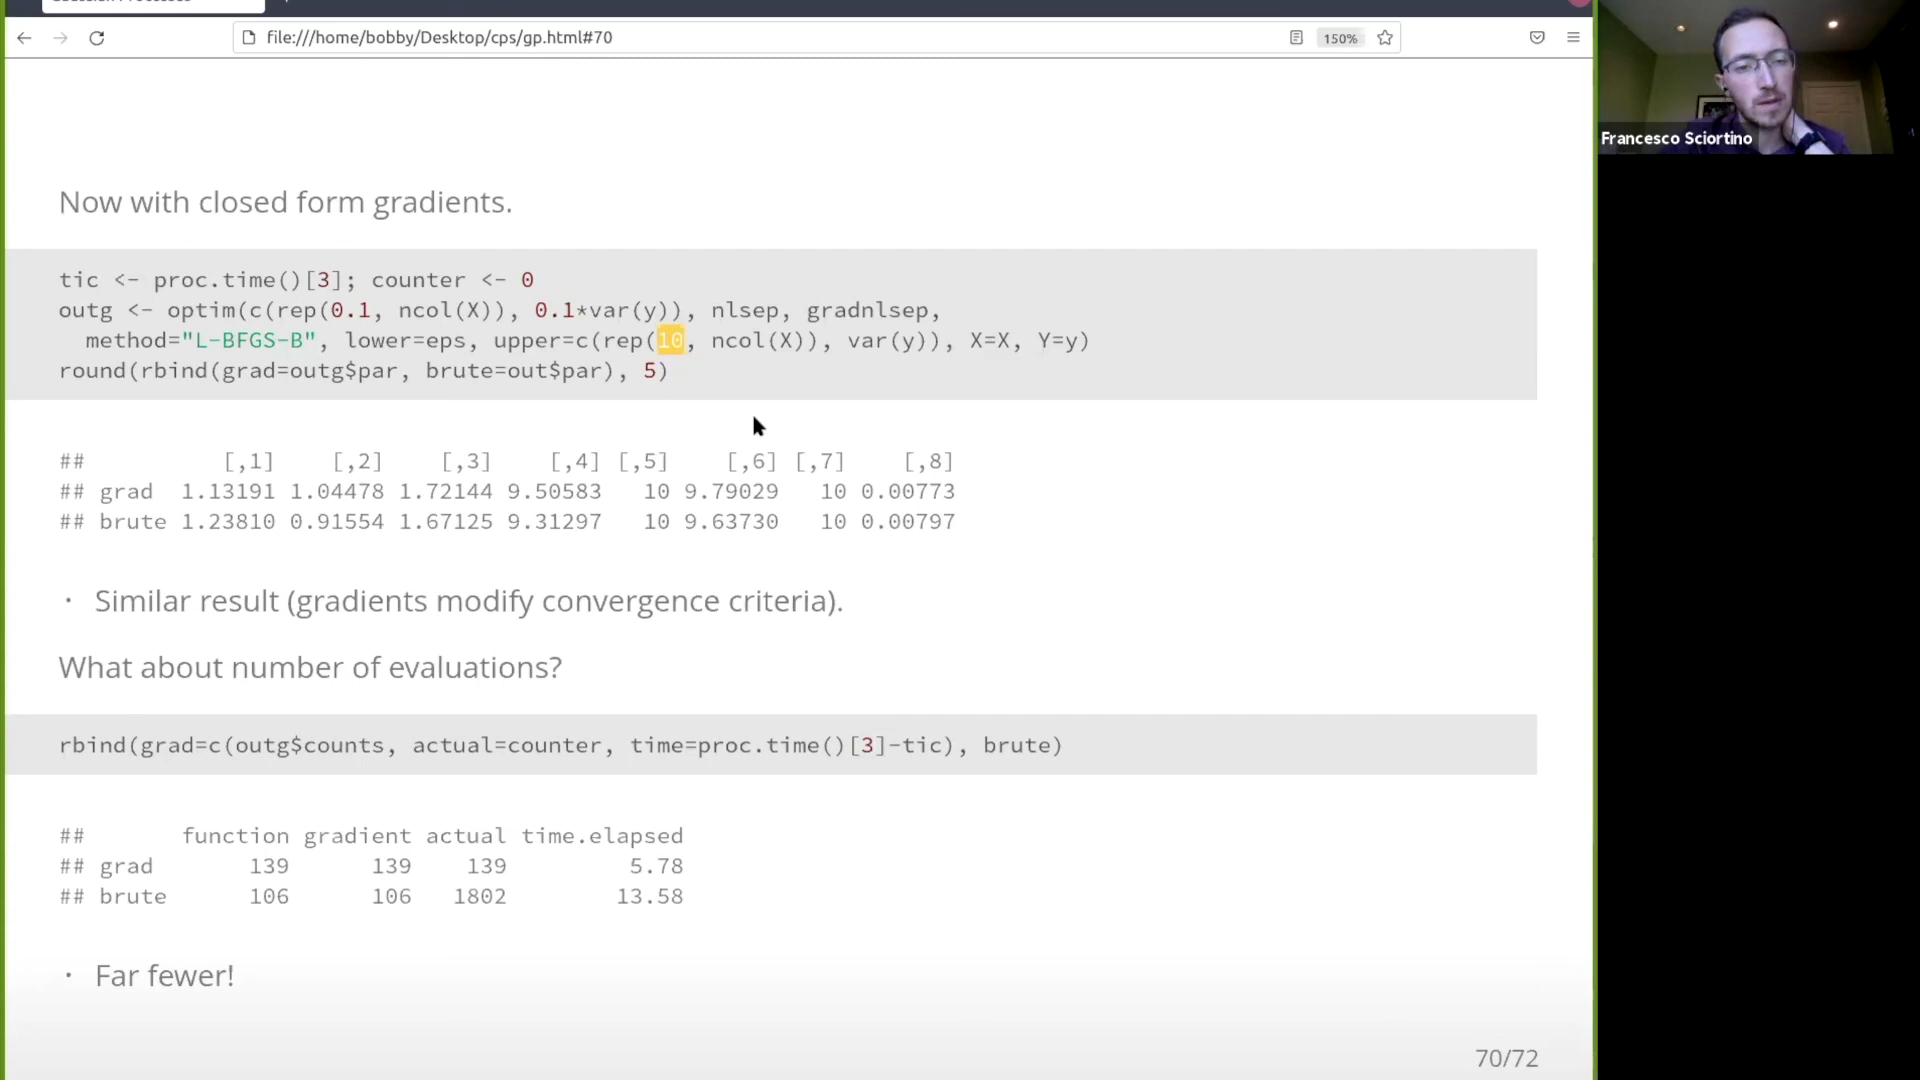 file:///home/bobby/Desktop/cps/gp.html#70
150%
Francesco Sciortino
Now with closed form gradients.
tic <- proc.time()[3]; counter <- 0
outg <- optim(c(rep(0.1, ncol(X)), 0.1*var(y)), nlsep, gradnlsep,
method="L-BFGS-B", lower=eps, upper=c(rep(10, ncol(X)), var(y)), X=X, Y=y)
round(rbind(grad=outg$par, brute=out$par), 5)
## [,1] [,2] [,3] [,4] [,5] [,6] [,7] [,8]
## grad 1.13191 1.04478 1.72144 9.50583 10 9.79029 10 0.00773
## brute 1.23810 0.91554 1.67125 9.31297 10 9.63730 10 0.00797
· Similar result (gradients modify convergence criteria).
What about number of evaluations?
rbind(grad=c(outg$counts, actual=counter, time=proc.time()[3]-tic), brute)
## function gradient actual time.elapsed
## grad 139 139 139 5.78
## brute 106 106 1802 13.58
· Far fewer!
70/72